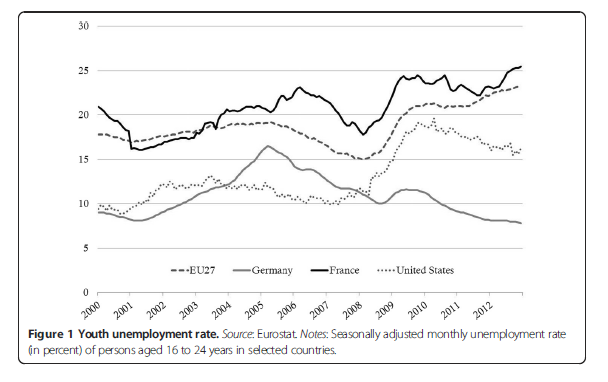 30
25
20
15
10
5
0
EU27 Germany France United States
2000 2001 2002 2003 2004 2005 2006 2007 2008 2009 2010 2011 2012
Figure 1 Youth unemployment rate. Source: Eurostat. Notes: Seasonally adjusted monthly unemployment rate
(in percent) of persons aged 16 to 24 years in selected countries.